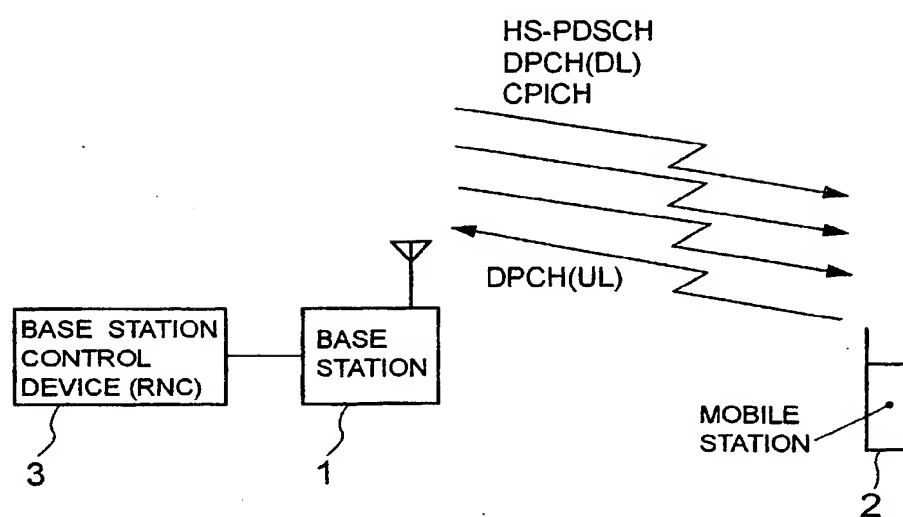 HS-PDSCH
DPCH(DL)
CPICH
DPCH(UL)
BASE STATION
CONTROL
DEVICE (RNC)
3
BASE
STATION
1
MOBILE
STATION
2